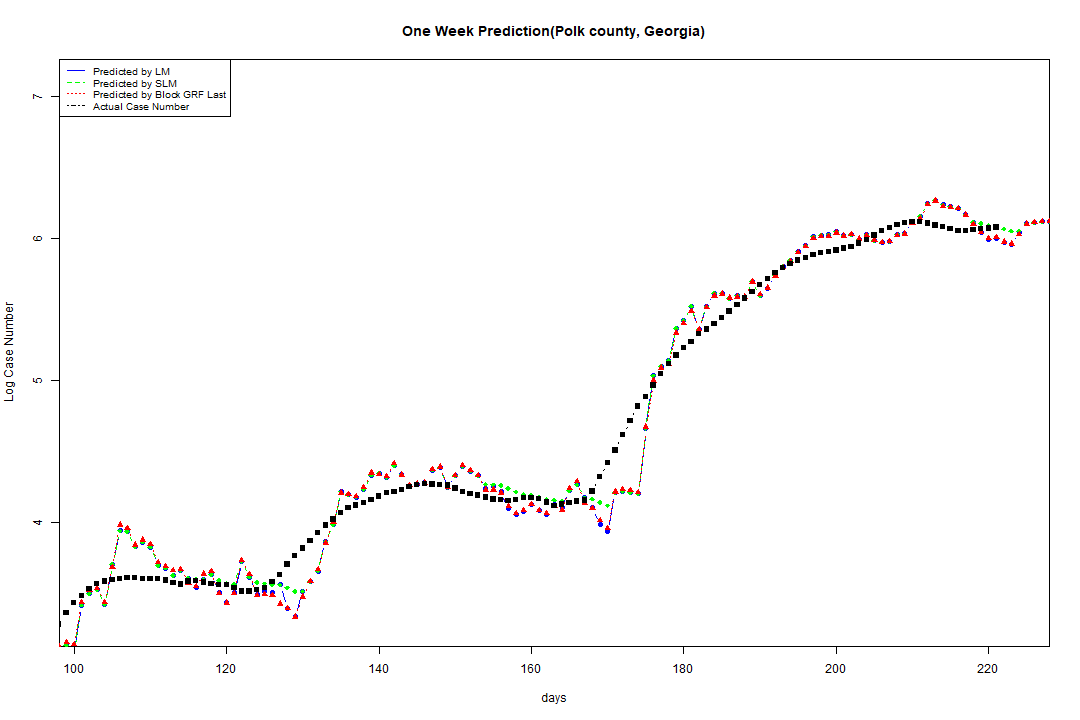 One Week Prediction(Polk county, Georgia)
Predicted by LM
Predicted by SLM
Predicted by Block GRF Last
Actual Case Number
7
6
5
4
Log Case Number
100 120 140 160 180 200 220
days